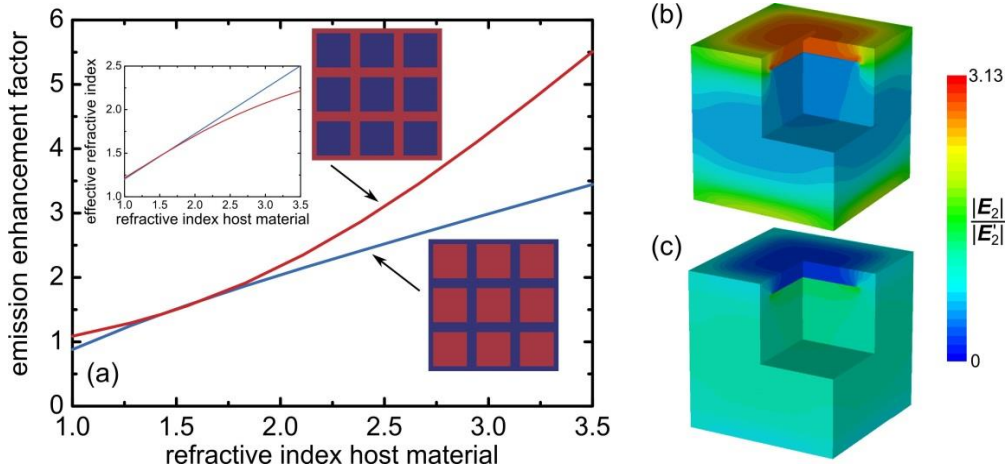 emission enhancement factor
6
5
4
3
2
1
0
1.0 1.5 2.0 2.5 3.0 3.5
refractive index host material
(a)
effective refractive index
2.5
2.0
1.5
1.0
1.0 1.5 2.0 2.5 3.0 3.5
refractive index host material
(b)
(c)
3.13
|E₂|
|E'₂|
0